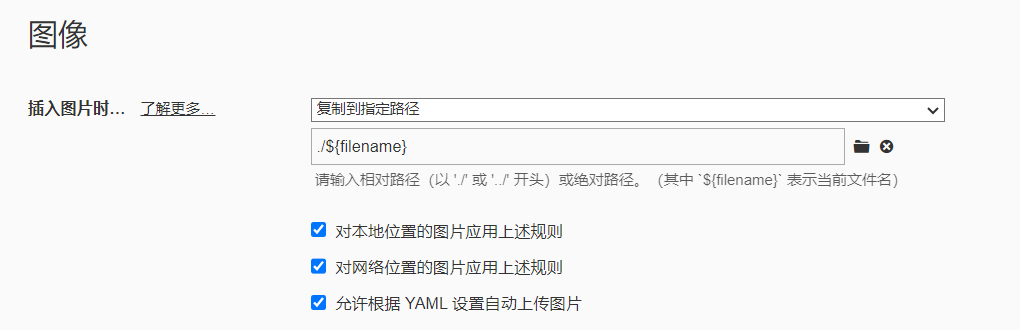 图像
插入图片时... 了解更多...
复制到指定路径
./${filename}
请输入相对路径（以 './' 或 '../' 开头）或绝对路径。（其中 `${filename}` 表示当前文件名）
对本地位置的图片应用上述规则
对网络位置的图片应用上述规则
允许根据 YAML 设置自动上传图片